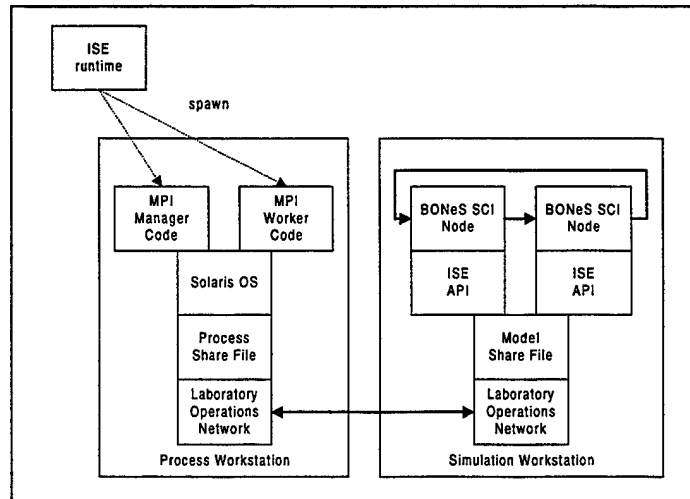 ISE
runtime
spawn
MPI
Manager
Code
MPI
Worker
Code
Solaris OS
Process
Share File
Laboratory
Operations
Network
Process Workstation
BONeS SCI
Node
BONeS SCI
Node
ISE
API
ISE
API
Model
Share File
Laboratory
Operations
Network
Simulation Workstation